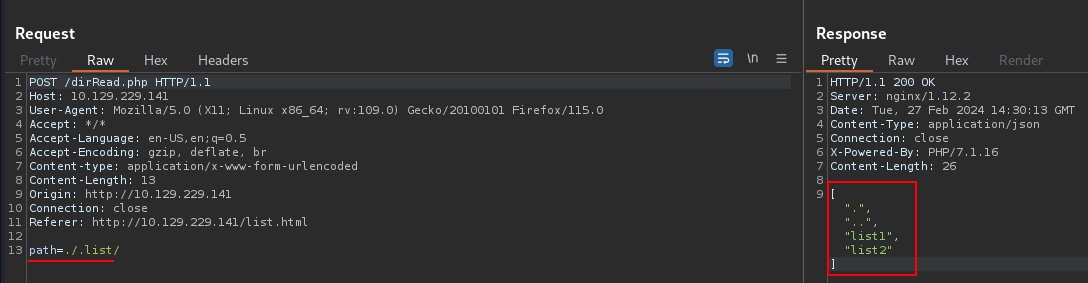 Request
Pretty Raw Hex Headers \n
1 POST /dirRead.php HTTP/1.1
2 Host: 10.129.229.141
3 User-Agent: Mozilla/5.0 (X11; Linux x86_64; rv:109.0) Gecko/20100101 Firefox/115.0
4 Accept: */*
5 Accept-Language: en-US,en;q=0.5
6 Accept-Encoding: gzip, deflate, br
7 Content-type: application/x-www-form-urlencoded
8 Content-Length: 13
9 Origin: http://10.129.229.141
10 Connection: close
11 Referer: http://10.129.229.141/list.html
12
13 path=./.list/
Response
Pretty Raw Hex Render
1 HTTP/1.1 200 OK
2 Server: nginx/1.12.2
3 Date: Tue, 27 Feb 2024 14:30:13 GMT
4 Content-Type: application/json
5 Connection: close
6 X-Powered-By: PHP/7.1.16
7 Content-Length: 26
8
9 [
".",
"..",
"list1",
"list2"
]